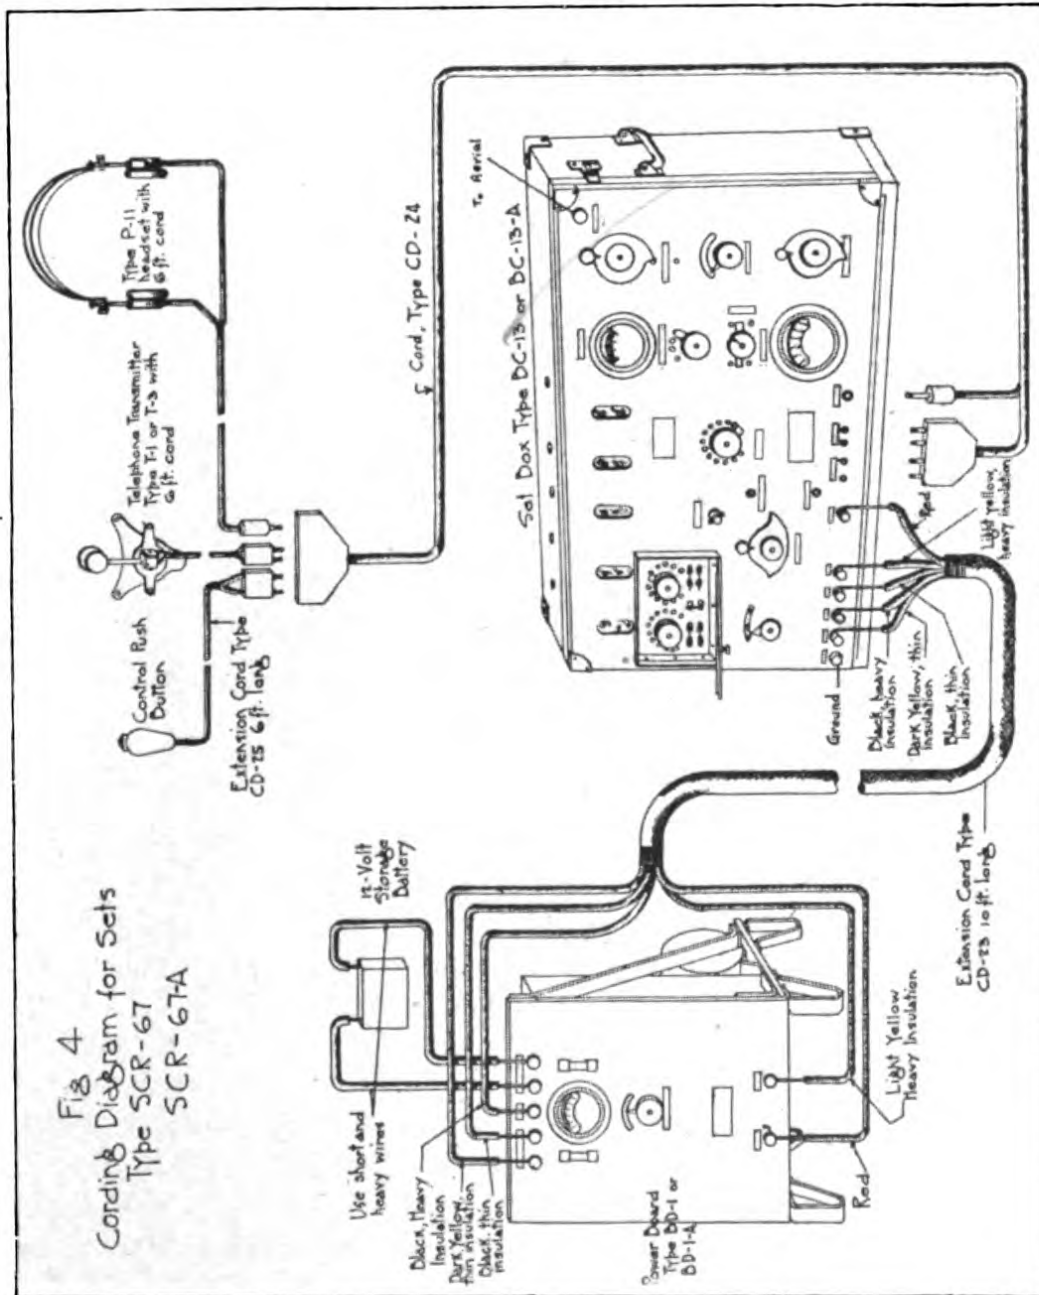 Fig 4
Cording Diagram for Sets
Type SCR-67
SCR-67-A
Control Push
Button
Extension Cord Type
CD-25 6 ft. long
Telephone Transmitter
Type T-1 or T-3 with
6 ft. cord
Type P-11
headset with
6 ft. cord
Cord, Type CD-24
To Aerial
Set Box Type BC-13 or BC-13-A
12-Volt
Storage
Battery
Use short and
heavy wires
Black, Heavy
Insulation
Dark Yellow
thin insulation
Black, thin
insulation
Power Board
Type BD-1 or
BD-1-A
Red
Light Yellow
Heavy Insulation
Extension Cord Type
CD-23 10 ft. long
Ground
Black, heavy
insulation
Dark Yellow, thin
insulation
Black, thin
insulation
Red
Light yellow,
heavy insulation